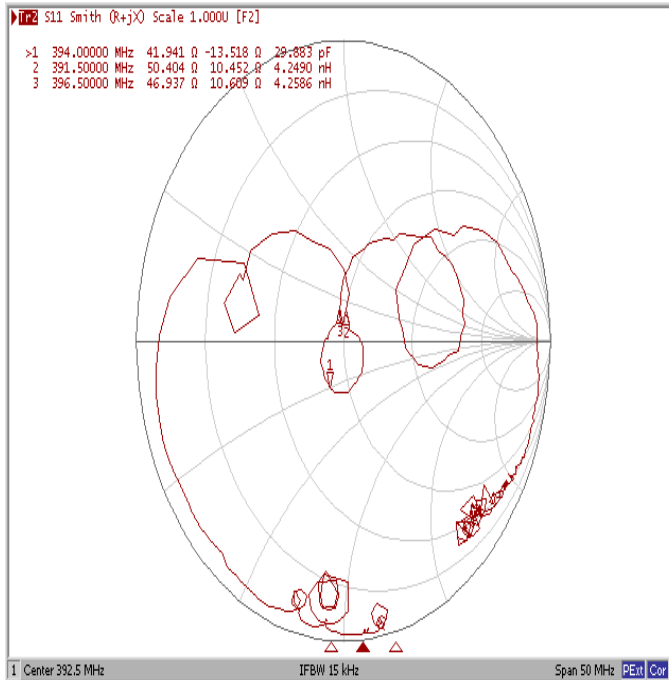 Tr2 S11 Smith (R+jX) Scale 1.000U [F2]
>1 394.00000 MHz 41.941 Ω -13.518 Ω 29.883 pF
2 391.50000 MHz 50.404 Ω 10.452 Ω 4.2490 nH
3 396.50000 MHz 46.937 Ω 10.609 Ω 4.2586 nH
32
1
1 Center 392.5 MHz IFBW 15 kHz Span 50 MHz PExt Cor